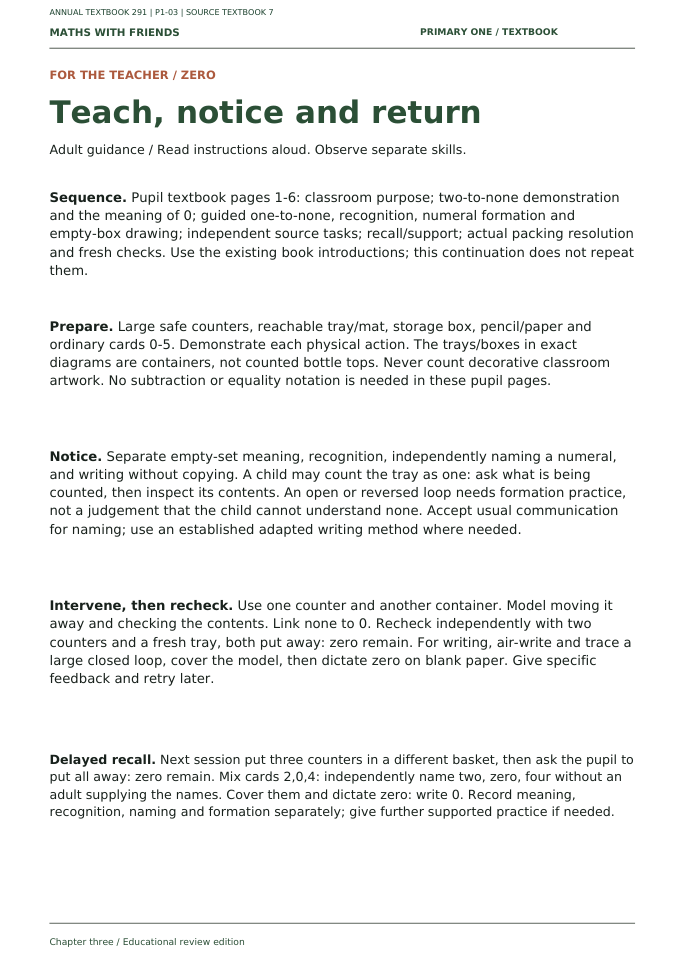 ANNUAL TEXTBOOK 291 | P1-03 | SOURCE TEXTBOOK 7
MATHS WITH FRIENDS
PRIMARY ONE / TEXTBOOK
FOR THE TEACHER / ZERO
Teach, notice and return
Adult guidance / Read instructions aloud. Observe separate skills.
Sequence. Pupil textbook pages 1-6: classroom purpose; two-to-none demonstration
and the meaning of 0; guided one-to-none, recognition, numeral formation and
empty-box drawing; independent source tasks; recall/support; actual packing resolution
and fresh checks. Use the existing book introductions; this continuation does not repeat
them.
Prepare. Large safe counters, reachable tray/mat, storage box, pencil/paper and
ordinary cards 0-5. Demonstrate each physical action. The trays/boxes in exact
diagrams are containers, not counted bottle tops. Never count decorative classroom
artwork. No subtraction or equality notation is needed in these pupil pages.
Notice. Separate empty-set meaning, recognition, independently naming a numeral,
and writing without copying. A child may count the tray as one: ask what is being
counted, then inspect its contents. An open or reversed loop needs formation practice,
not a judgement that the child cannot understand none. Accept usual communication
for naming; use an established adapted writing method where needed.
Intervene, then recheck. Use one counter and another container. Model moving it
away and checking the contents. Link none to 0. Recheck independently with two
counters and a fresh tray, both put away: zero remain. For writing, air-write and trace a
large closed loop, cover the model, then dictate zero on blank paper. Give specific
feedback and retry later.
Delayed recall. Next session put three counters in a different basket, then ask the pupil to
put all away: zero remain. Mix cards 2,0,4: independently name two, zero, four without an
adult supplying the names. Cover them and dictate zero: write 0. Record meaning,
recognition, naming and formation separately; give further supported practice if needed.
Chapter three / Educational review edition